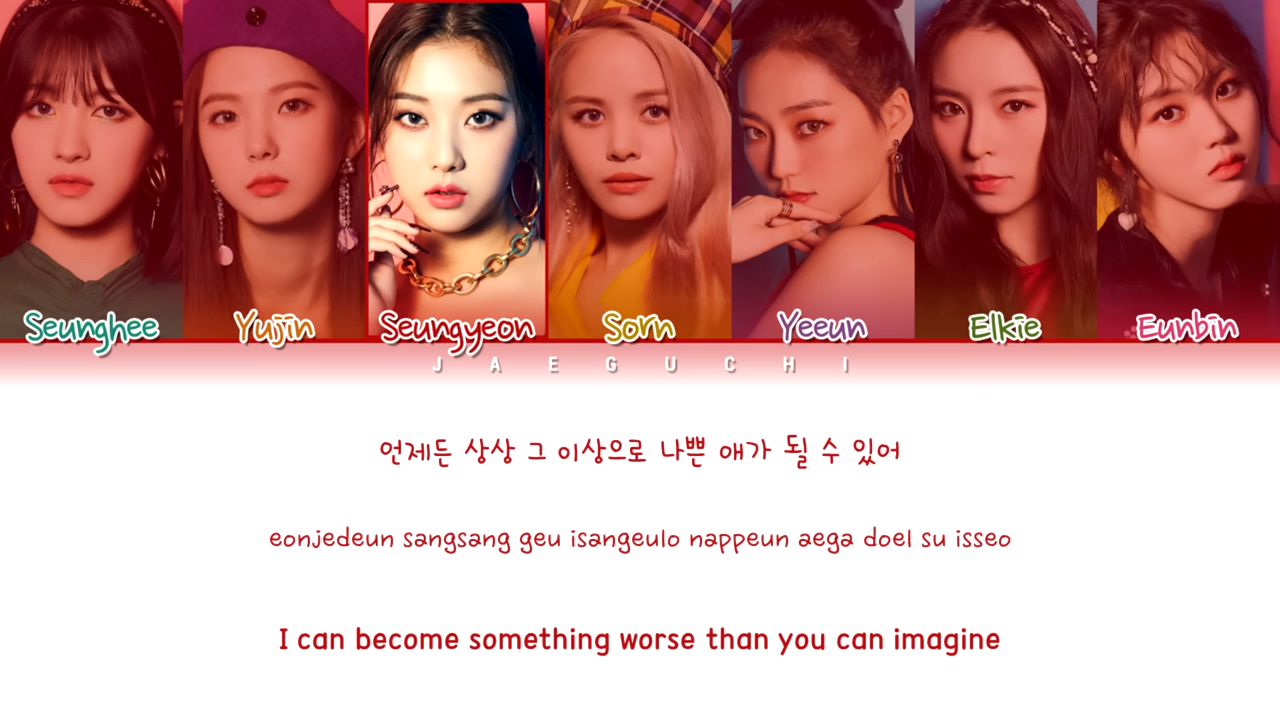 Seunghee Yujin Seungyeon Sorn Yeeun Elkie Eunbin
JAEGUCHI
언제든 상상 그 이상으로 나쁜 애가 될 수 있어
eonjedeun sangsang geu isangeulo nappeun aega doel su isseo
I can become something worse than you can imagine